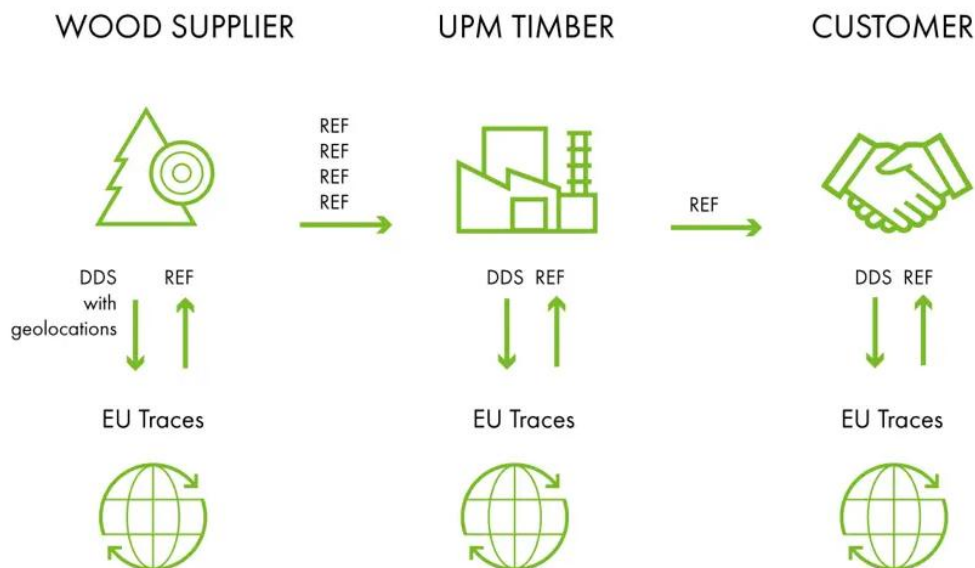 WOOD SUPPLIER
UPM TIMBER
CUSTOMER
REF
REF
REF
REF
REF
DDS
with
geolocations
REF
DDS REF
DDS REF
EU Traces
EU Traces
EU Traces